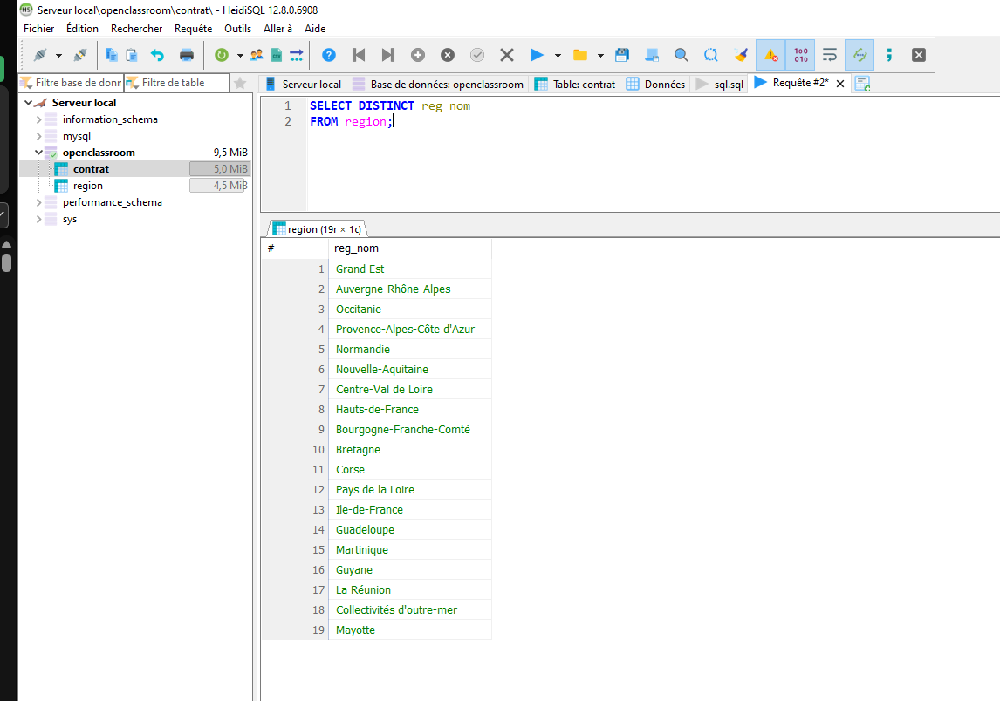 Serveur local\openclassroom\contrat\ - HeidiSQL 12.8.0.6908
Fichier Édition Rechercher Requête Outils Aller à Aide
Filtre base de donn Filtre de table
Serveur local Base de données: openclassroom Table: contrat Données sql.sql Requête #2*
Serveur local
information_schema
mysql
openclassroom 9,5 MiB
contrat 5,0 MiB
region 4,5 MiB
performance_schema
sys
1 SELECT DISTINCT reg_nom
2 FROM region;
region (19r × 1c)
# reg_nom
1 Grand Est
2 Auvergne-Rhône-Alpes
3 Occitanie
4 Provence-Alpes-Côte d'Azur
5 Normandie
6 Nouvelle-Aquitaine
7 Centre-Val de Loire
8 Hauts-de-France
9 Bourgogne-Franche-Comté
10 Bretagne
11 Corse
12 Pays de la Loire
13 Ile-de-France
14 Guadeloupe
15 Martinique
16 Guyane
17 La Réunion
18 Collectivités d'outre-mer
19 Mayotte